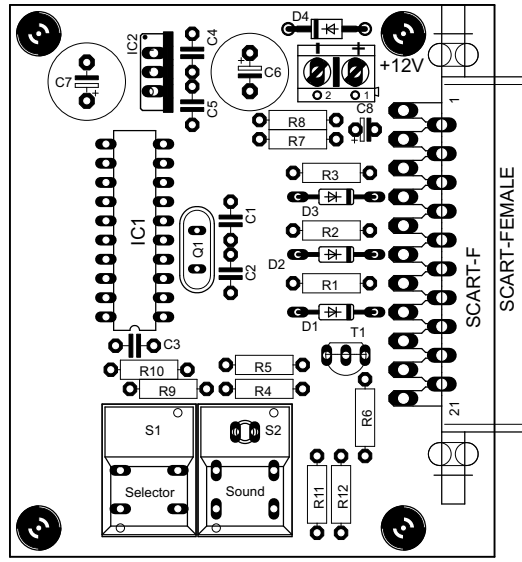 D4
IC2
C4
C7
C6
- +
+12V
2 1
C5
C8
1
R8
R7
R3
D3
IC1
Q1
C1
R2
D2
C2
R1
D1
SCART-F
SCART-FEMALE
C3
T1
R10
R5
R9
R4
R6
21
S1
S2
Selector
Sound
R11
R12